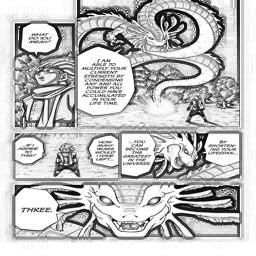 I AM
ABLE TO
MULTIPLY YOUR
CURRENT
STRENGTH BY
CONDENSING
ANY AND ALL
POWER YOU
COULD HAVE
ACCUMULATED
IN YOUR
LIFE TIME.
WHAT
DO YOU
MEAN?
BY
SHORTEN-
ING YOUR
LIFESPAN...
...YOU
CAN
BECOME
THE
GREATEST
IN THE
UNIVERSE.
HOW
MANY
YEARS
WOULD
I HAVE
LEFT...
...IF I
AGREE
TO
THIS?
THREE.